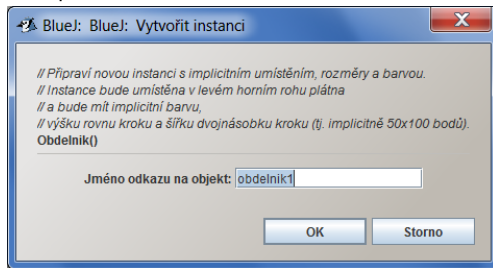 BlueJ: BlueJ: Vytvořit instanci
// Připraví novou instanci s implicitním umístěním, rozměry a barvou.
// Instance bude umístěna v levém horním rohu plátna
// a bude mít implicitní barvu,
// výšku rovnu kroku a šířku dvojnásobku kroku (tj. implicitně 50x100 bodů).
Obdelnik()
Jméno odkazu na objekt: obdelnik1
OK Storno